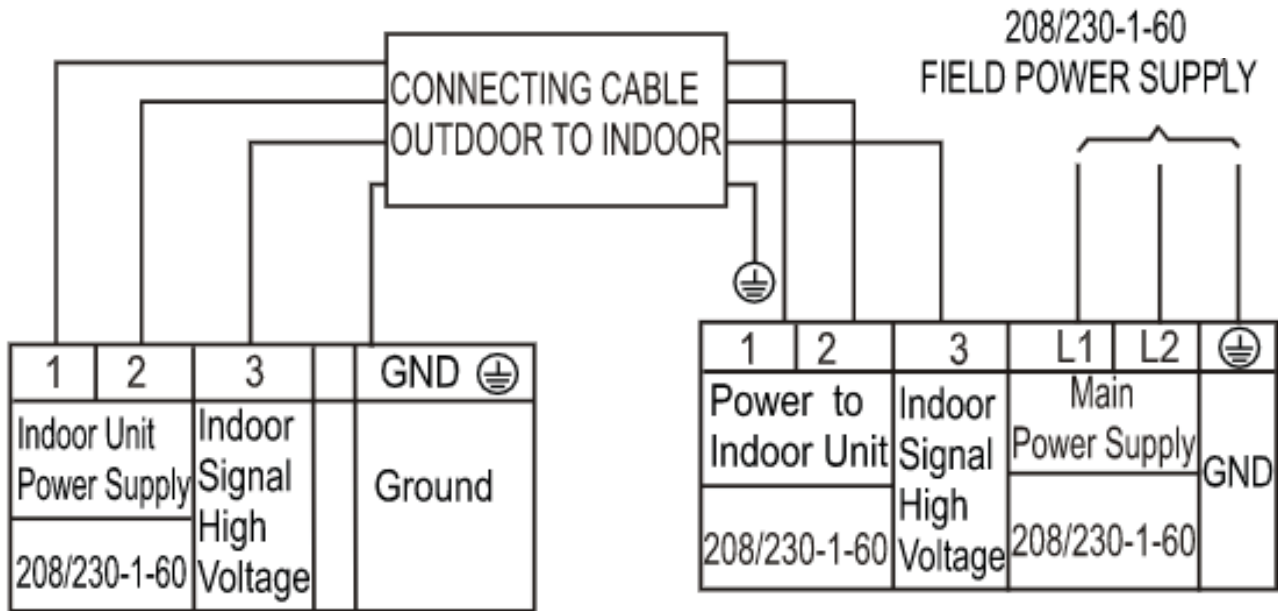 208/230-1-60
FIELD POWER SUPPLY
CONNECTING CABLE
OUTDOOR TO INDOOR
1 2 3 GND
Indoor Unit
Power Supply
208/230-1-60
Indoor
Signal
High
Voltage
Ground
1 2 3 L1 L2
Power to
Indoor Unit
208/230-1-60
Indoor
Signal
High
Voltage
Main
Power Supply
208/230-1-60
GND